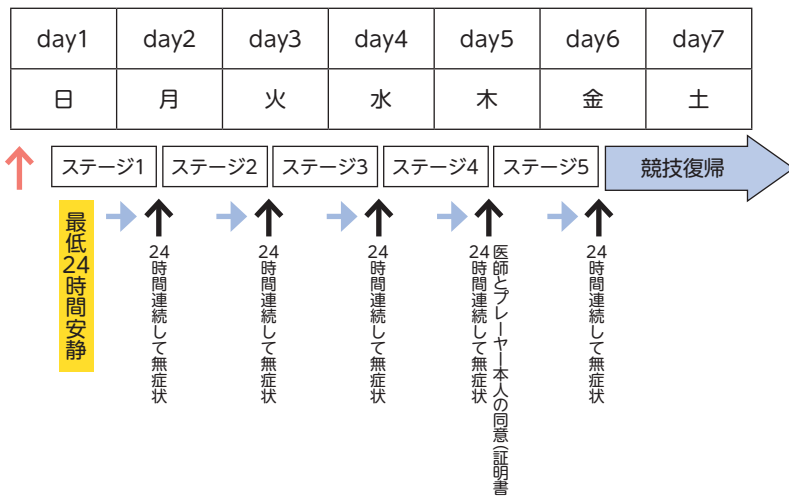 day1 day2 day3 day4 day5 day6 day7
日 月 火 水 木 金 土
ステージ1 ステージ2 ステージ3 ステージ4 ステージ5 競技復帰
最低24時間安静
24時間連続して無症状
24時間連続して無症状
24時間連続して無症状
24時間連続して無症状
医師とプレーヤー本人の同意(証明書
24時間連続して無症状